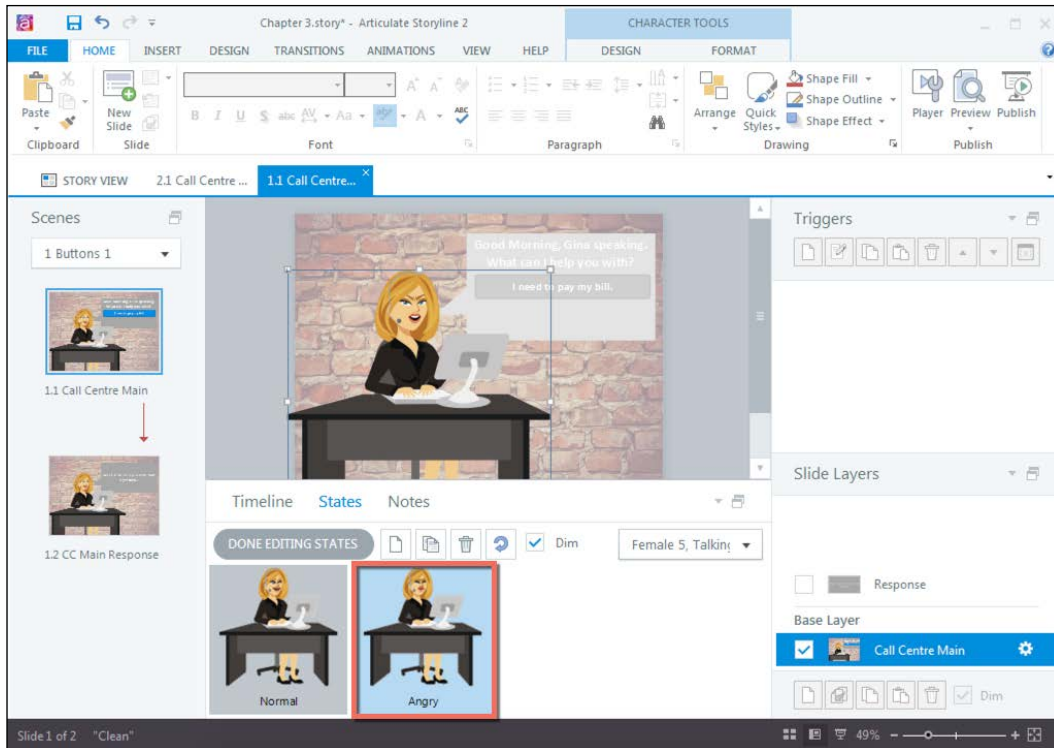 Chapter 3.story* - Articulate Storyline 2
CHARACTER TOOLS
FILE HOME INSERT DESIGN TRANSITIONS ANIMATIONS VIEW HELP DESIGN FORMAT
Paste
New Slide
B I U S abc AV Aa A ABC
Arrange
Quick Styles
Shape Fill
Shape Outline
Shape Effect
Player
Preview
Publish
Clipboard Slide Font Paragraph Drawing Publish
STORY VIEW 2.1 Call Centre ... 1.1 Call Centre...
Scenes
1 Buttons 1
1.1 Call Centre Main
1.2 CC Main Response
Good Morning, Gina speaking.
What can I help you with?
I need to pay my bill.
Timeline States Notes
DONE EDITING STATES Dim Female 5, Talking
Normal Angry
Triggers
Slide Layers
Response
Base Layer
Call Centre Main
Dim
Slide 1 of 2 "Clean" 49%